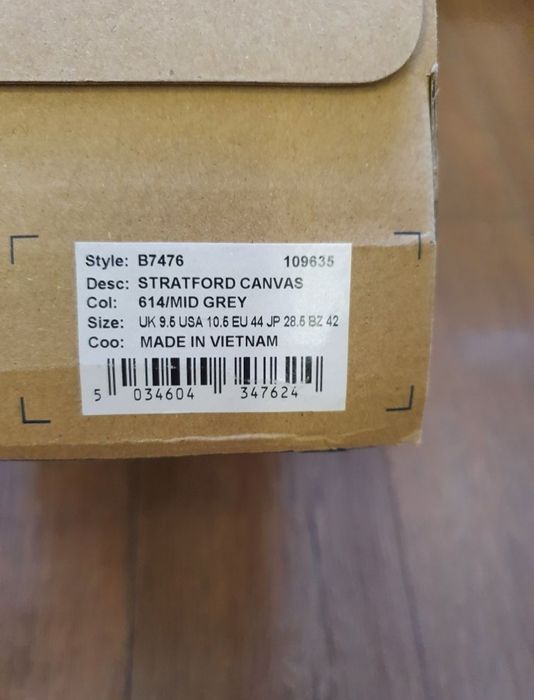 Style: B7476 109635
Desc: STRATFORD CANVAS
Col: 614/MID GREY
Size: UK 9.5 USA 10.5 EU 44 JP 28.5 BZ 42
Coo: MADE IN VIETNAM
5 034604 347624